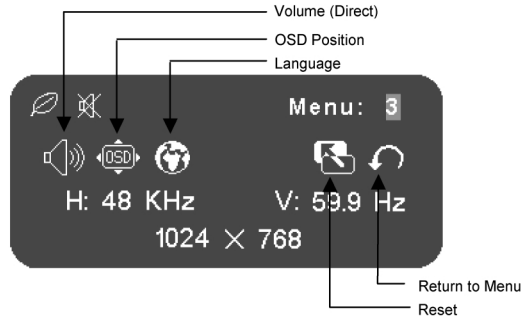 Volume (Direct)
OSD Position
Language
Menu: 3
OSD
H: 48 KHz V: 59.9 Hz
1024 × 768
Return to Menu
Reset